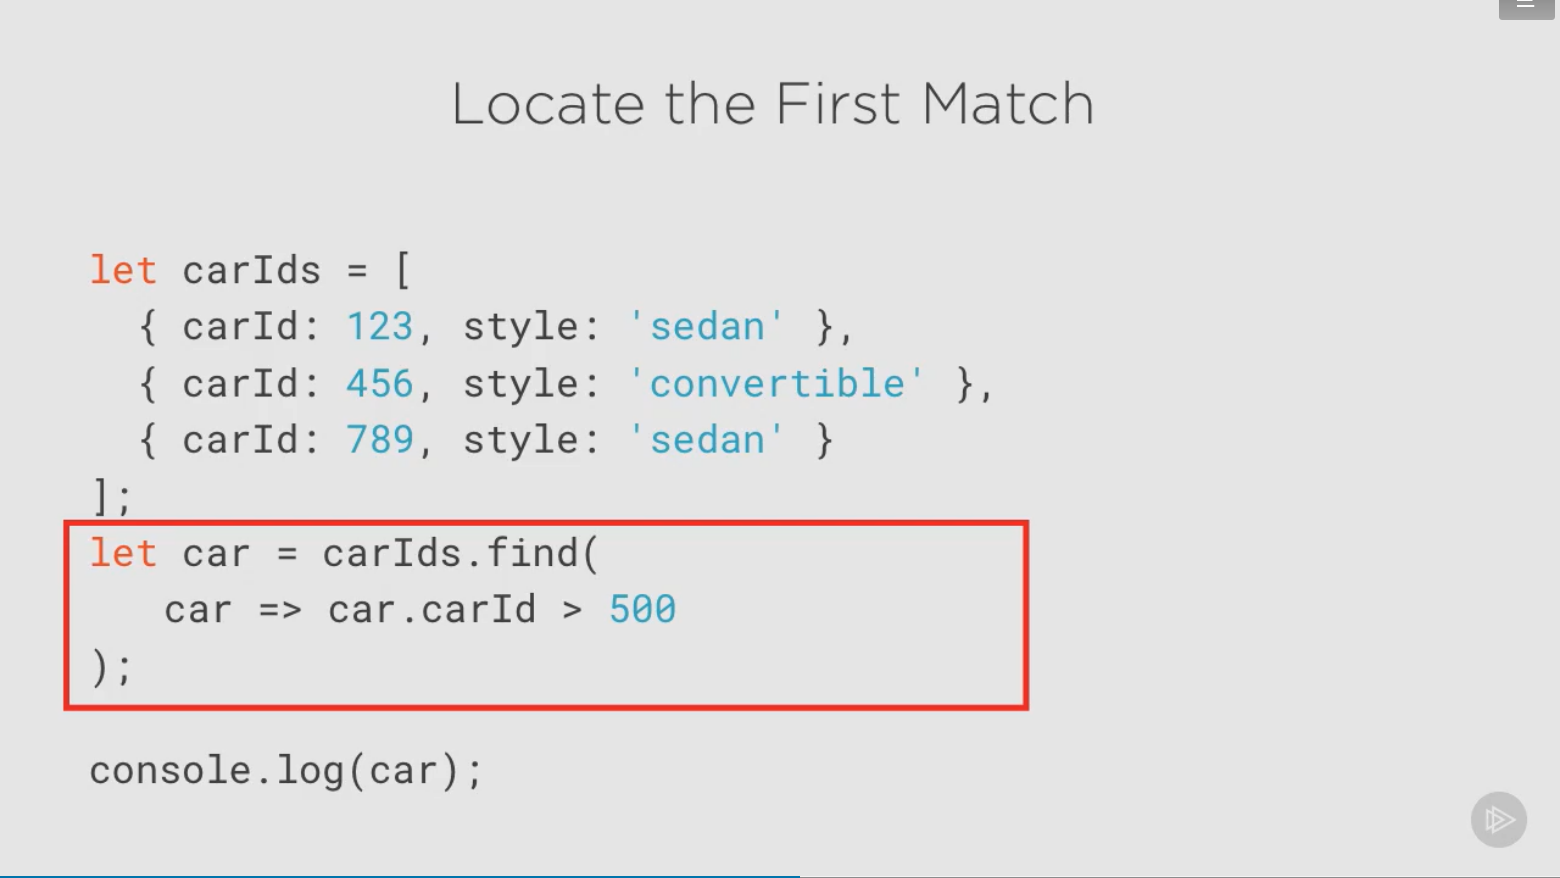 Locate the First Match
let carIds = [
  { carId: 123, style: 'sedan' },
  { carId: 456, style: 'convertible' },
  { carId: 789, style: 'sedan' }
];
let car = carIds.find(
   car => car.carId > 500
);
console.log(car);